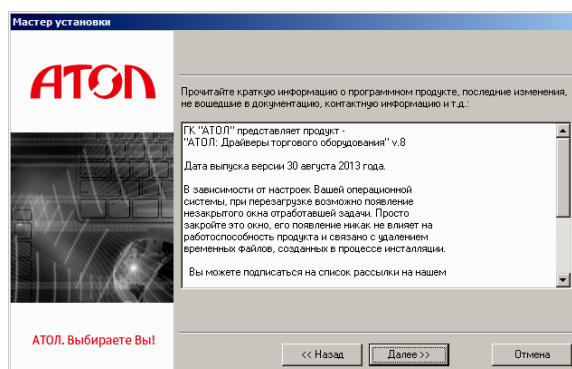 Мастер установки
АТОЛ
Прочитайте краткую информацию о программном продукте, последние изменения,
не вошедшие в документацию, контактную информацию и т.д.:
ГК "АТОЛ" представляет продукт -
"АТОЛ: Драйверы торгового оборудования" v.8
Дата выпуска версии 30 августа 2013 года.
В зависимости от настроек Вашей операционной
системы, при перезагрузке возможно появление
незакрытого окна отработавшей задачи. Просто
закройте это окно, его появление никак не влияет на
работоспособность продукта и связано с удалением
временных файлов, созданных в процессе инсталляции.
Вы можете подписаться на список рассылки на нашем
АТОЛ. Выбираете Вы!
<< Назад
Далее >>
Отмена